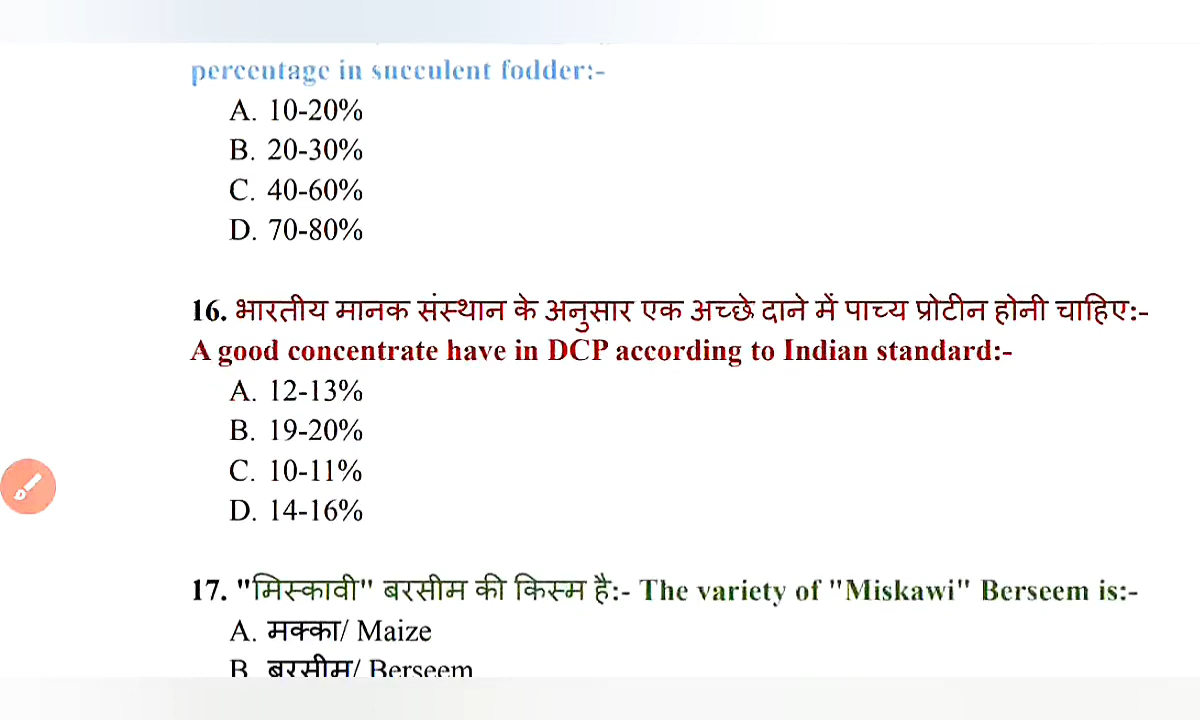 percentage in succulent fodder:-
A. 10-20%
B. 20-30%
C. 40-60%
D. 70-80%
16. भारतीय मानक संस्थान के अनुसार एक अच्छे दाने में पाच्य प्रोटीन होनी चाहिए:-
A good concentrate have in DCP according to Indian standard:-
A. 12-13%
B. 19-20%
C. 10-11%
D. 14-16%
17. "मिस्कावी" बरसीम की किस्म है:- The variety of "Miskawi" Berseem is:-
A. मक्का/ Maize
B. बरसीम/ Berseem